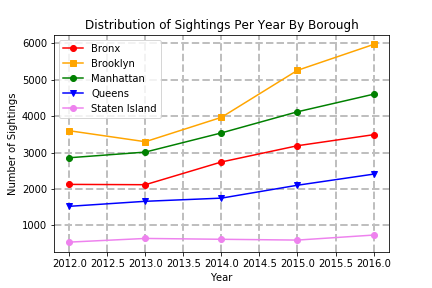 Distribution of Sightings Per Year By Borough
Number of Sightings
6000
5000
4000
3000
2000
1000
Bronx
Brooklyn
Manhattan
Queens
Staten Island
2012.0 2012.5 2013.0 2013.5 2014.0 2014.5 2015.0 2015.5 2016.0
Year